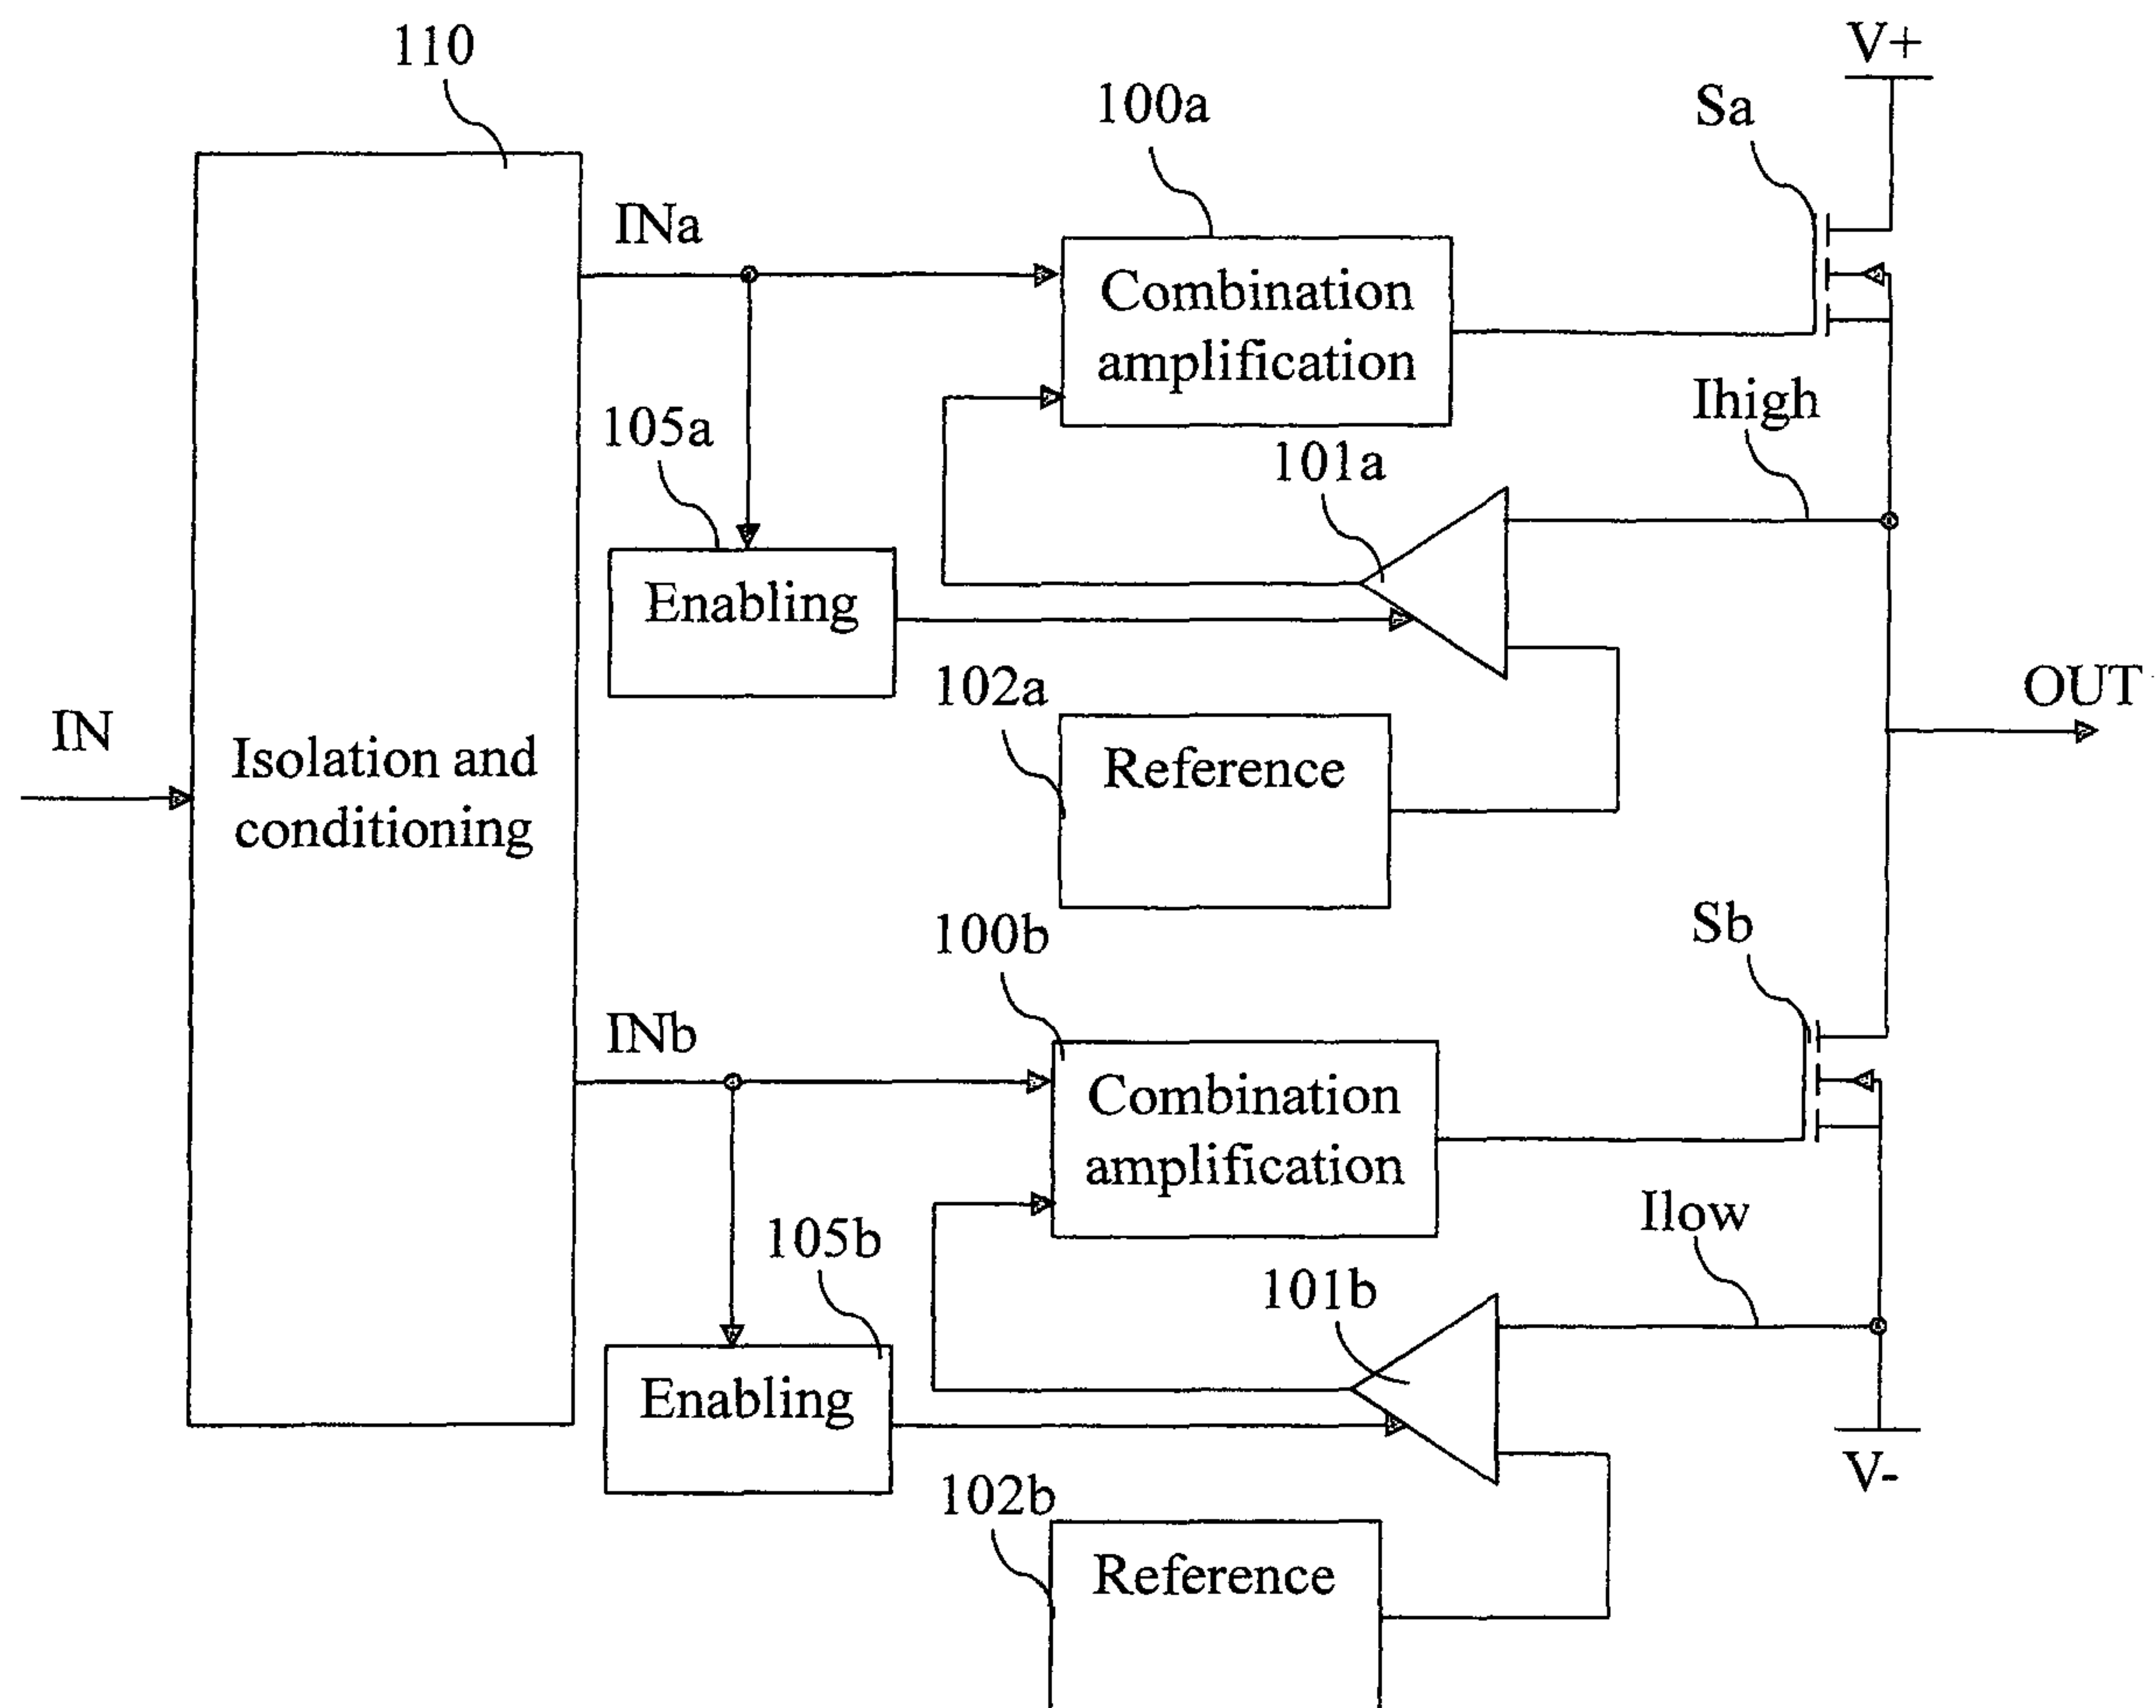 110
V+
100a
Sa
INa
Combination
amplification
Ihigh
105a
101a
Enabling
102a
OUT
IN
Isolation and
conditioning
Reference
100b
Sb
INb
Combination
amplification
Ilow
105b
101b
Enabling
V-
102b
Reference